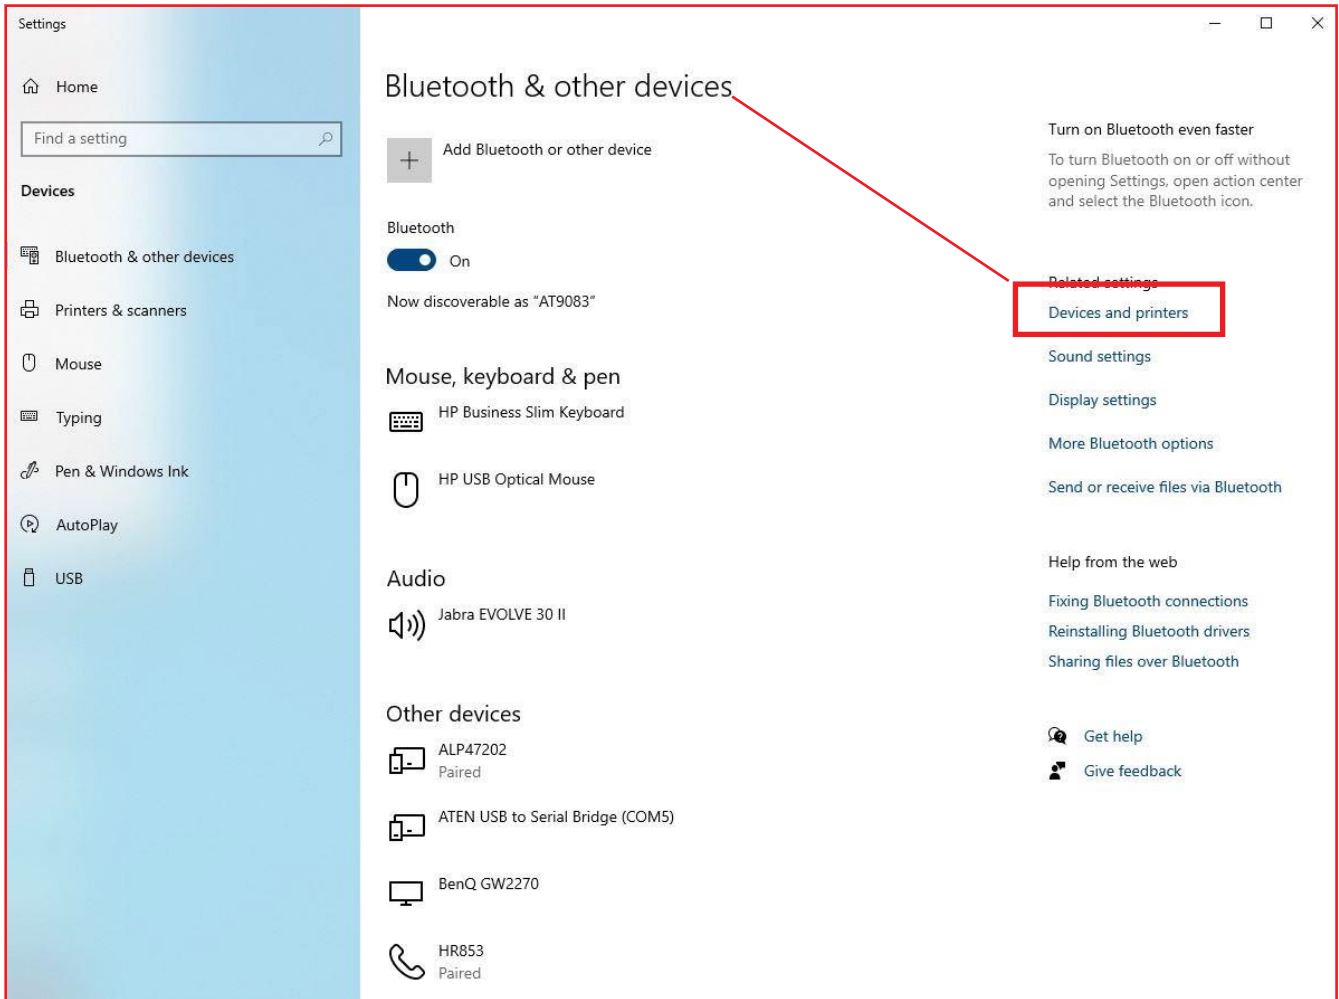 Settings
Home
Find a setting
Devices
Bluetooth & other devices
Printers & scanners
Mouse
Typing
Pen & Windows Ink
AutoPlay
USB
Bluetooth & other devices
Add Bluetooth or other device
Bluetooth
On
Now discoverable as “AT9083”
Mouse, keyboard & pen
HP Business Slim Keyboard
HP USB Optical Mouse
Audio
Jabra EVOLVE 30 II
Other devices
ALP47202
Paired
ATEN USB to Serial Bridge (COM5)
BenQ GW2270
HR853
Paired
Turn on Bluetooth even faster
To turn Bluetooth on or off without
opening Settings, open action center
and select the Bluetooth icon.
Related settings
Devices and printers
Sound settings
Display settings
More Bluetooth options
Send or receive files via Bluetooth
Help from the web
Fixing Bluetooth connections
Reinstalling Bluetooth drivers
Sharing files over Bluetooth
Get help
Give feedback